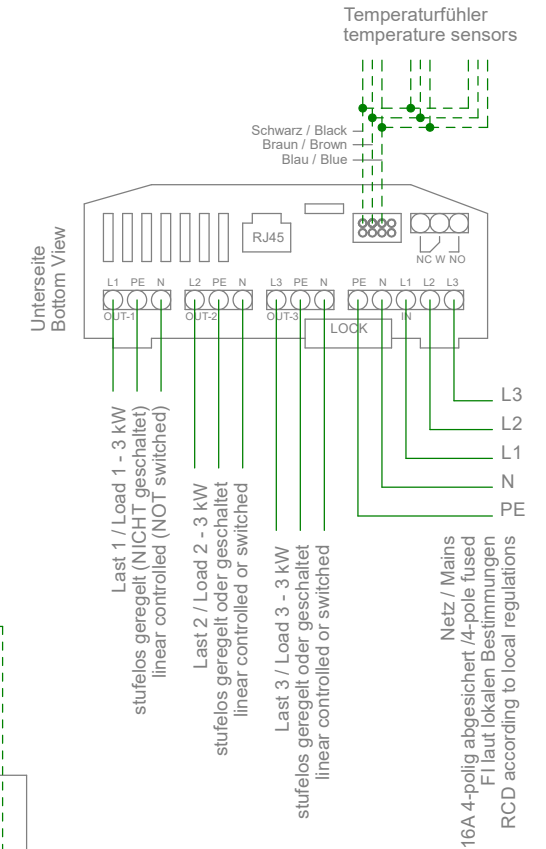 Temperaturfühler
temperature sensors
Schwarz / Black
Braun / Brown
Blau / Blue
Unterseite
Bottom View
RJ45
NC W NO
L1 PE N
L2 PE N
L3 PE N
PE N L1 L2 L3
OUT-1
OUT-2
OUT-3
IN
LOCK
L3
L2
L1
N
PE
Last 1 / Load 1 - 3 kW
stufelos geregelt (NICHT geschaltet)
linear controlled (NOT switched)
Last 2 / Load 2 - 3 kW
stufelos geregelt oder geschaltet
linear controlled or switched
Last 3 / Load 3 - 3 kW
stufelos geregelt oder geschaltet
linear controlled or switched
Netz / Mains
16A 4-polig abgesichert /4-pole fused
FI laut lokalen Bestimmungen
RCD according to local regulations